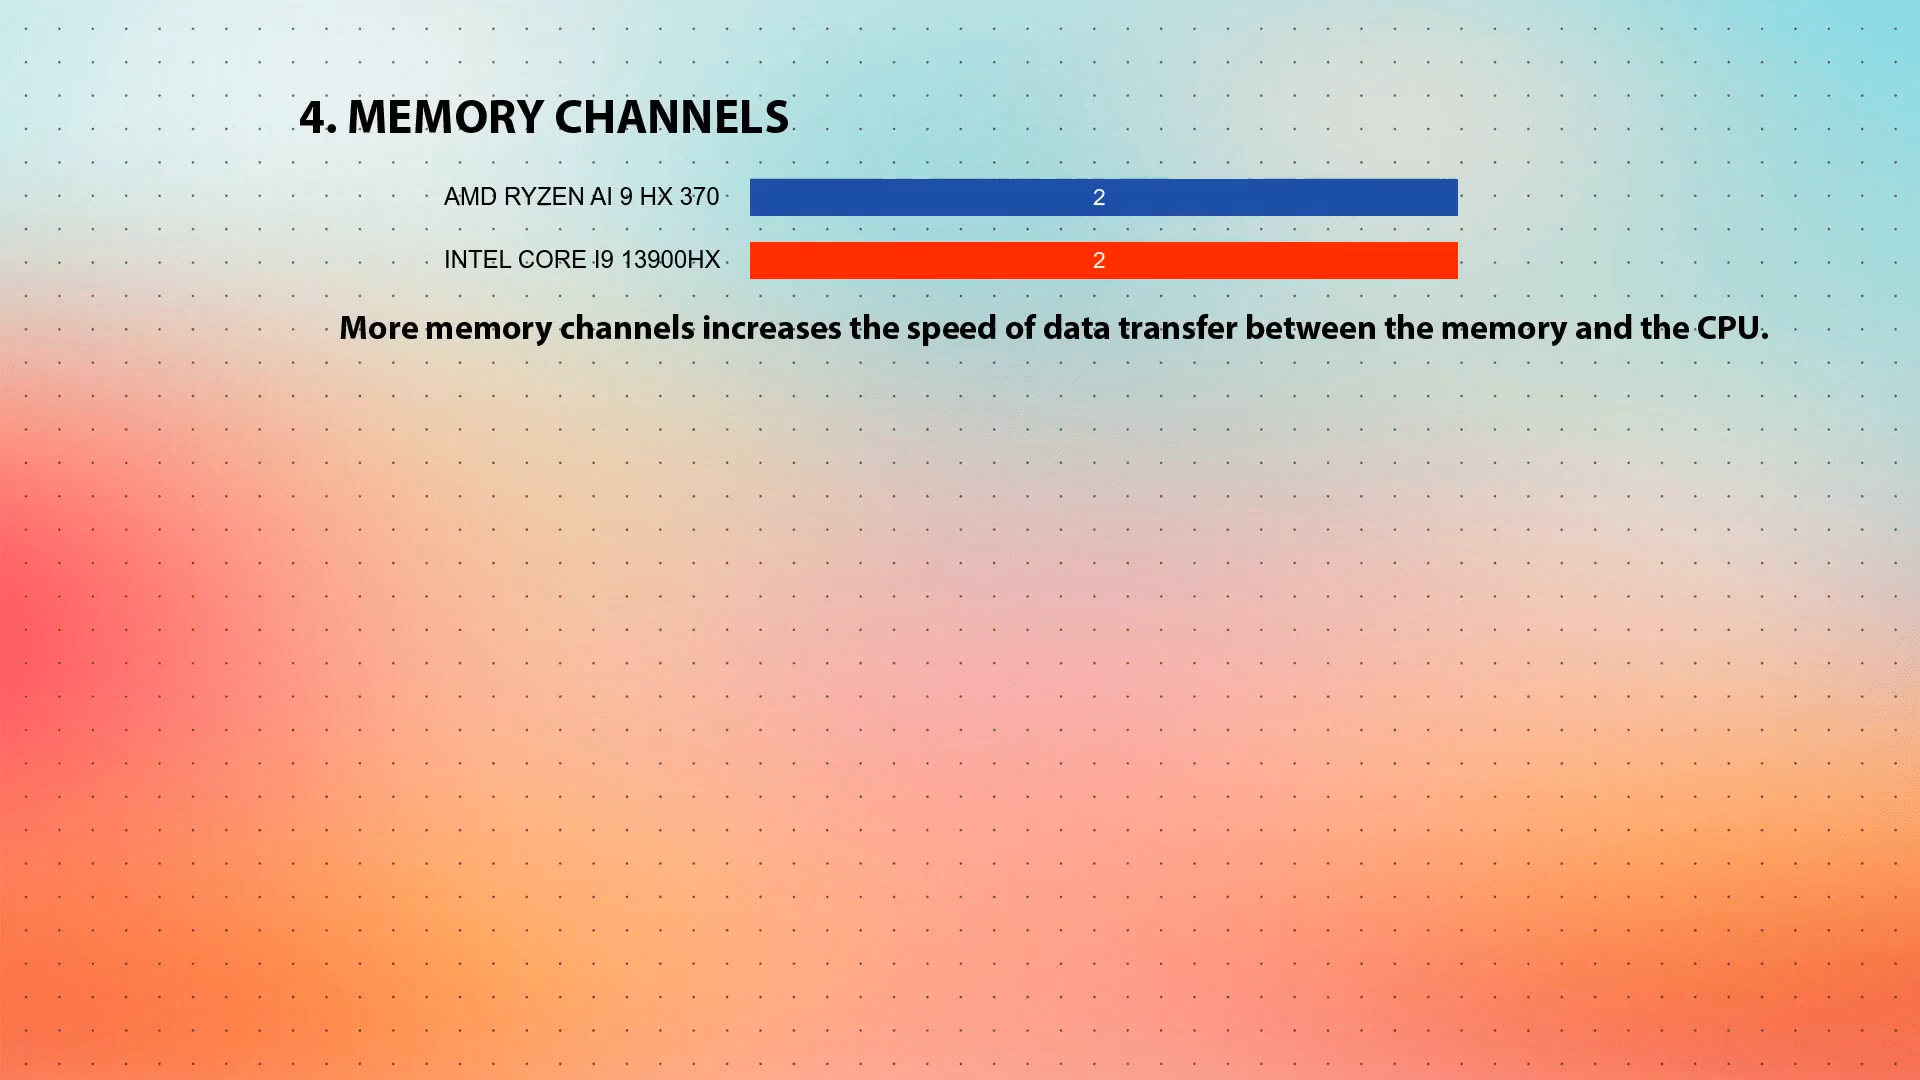 4. MEMORY CHANNELS
AMD RYZEN AI 9 HX 370
2
INTEL CORE I9 13900HX
2
More memory channels increases the speed of data transfer between the memory and the CPU.